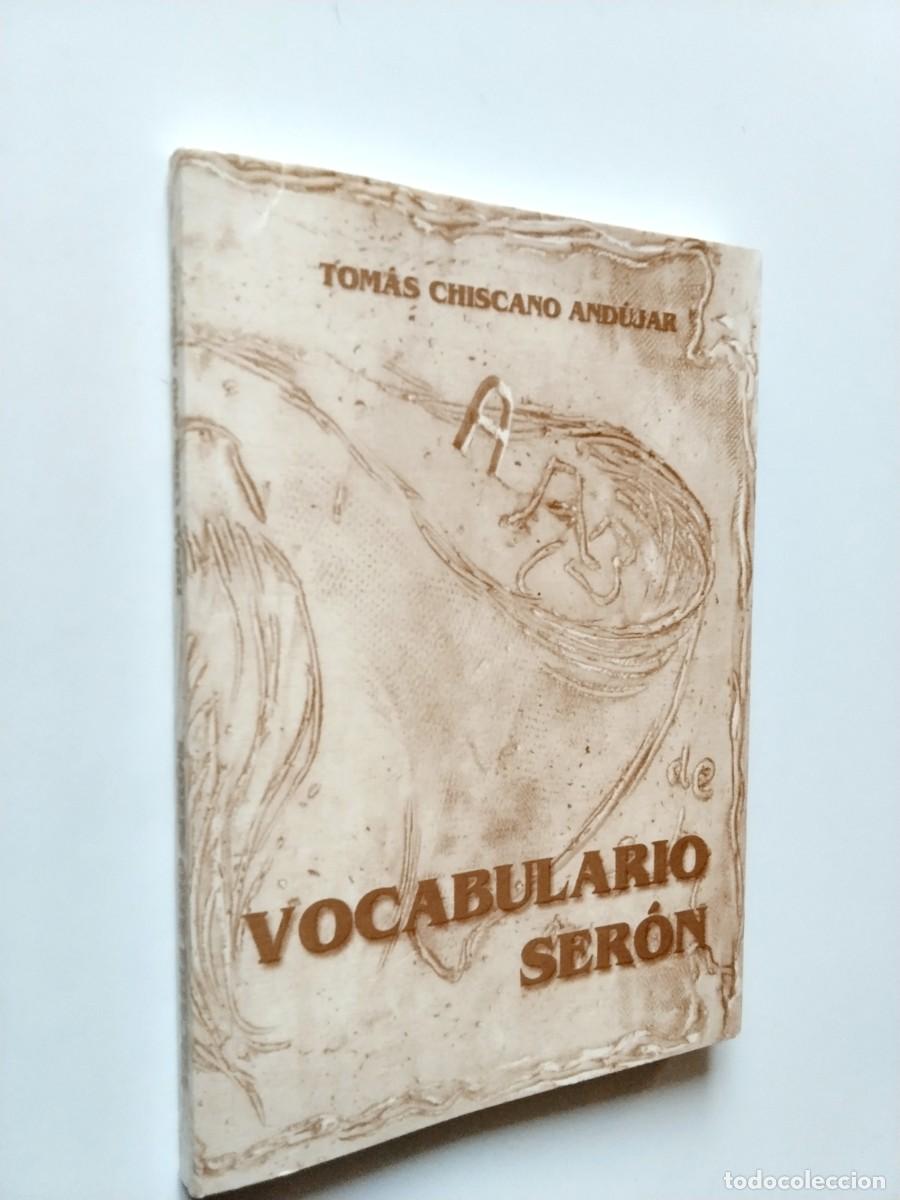 TOMÁS CHISCANO ANDÚJAR
A
de
VOCABULARIO
SERÓN
todocoleccion